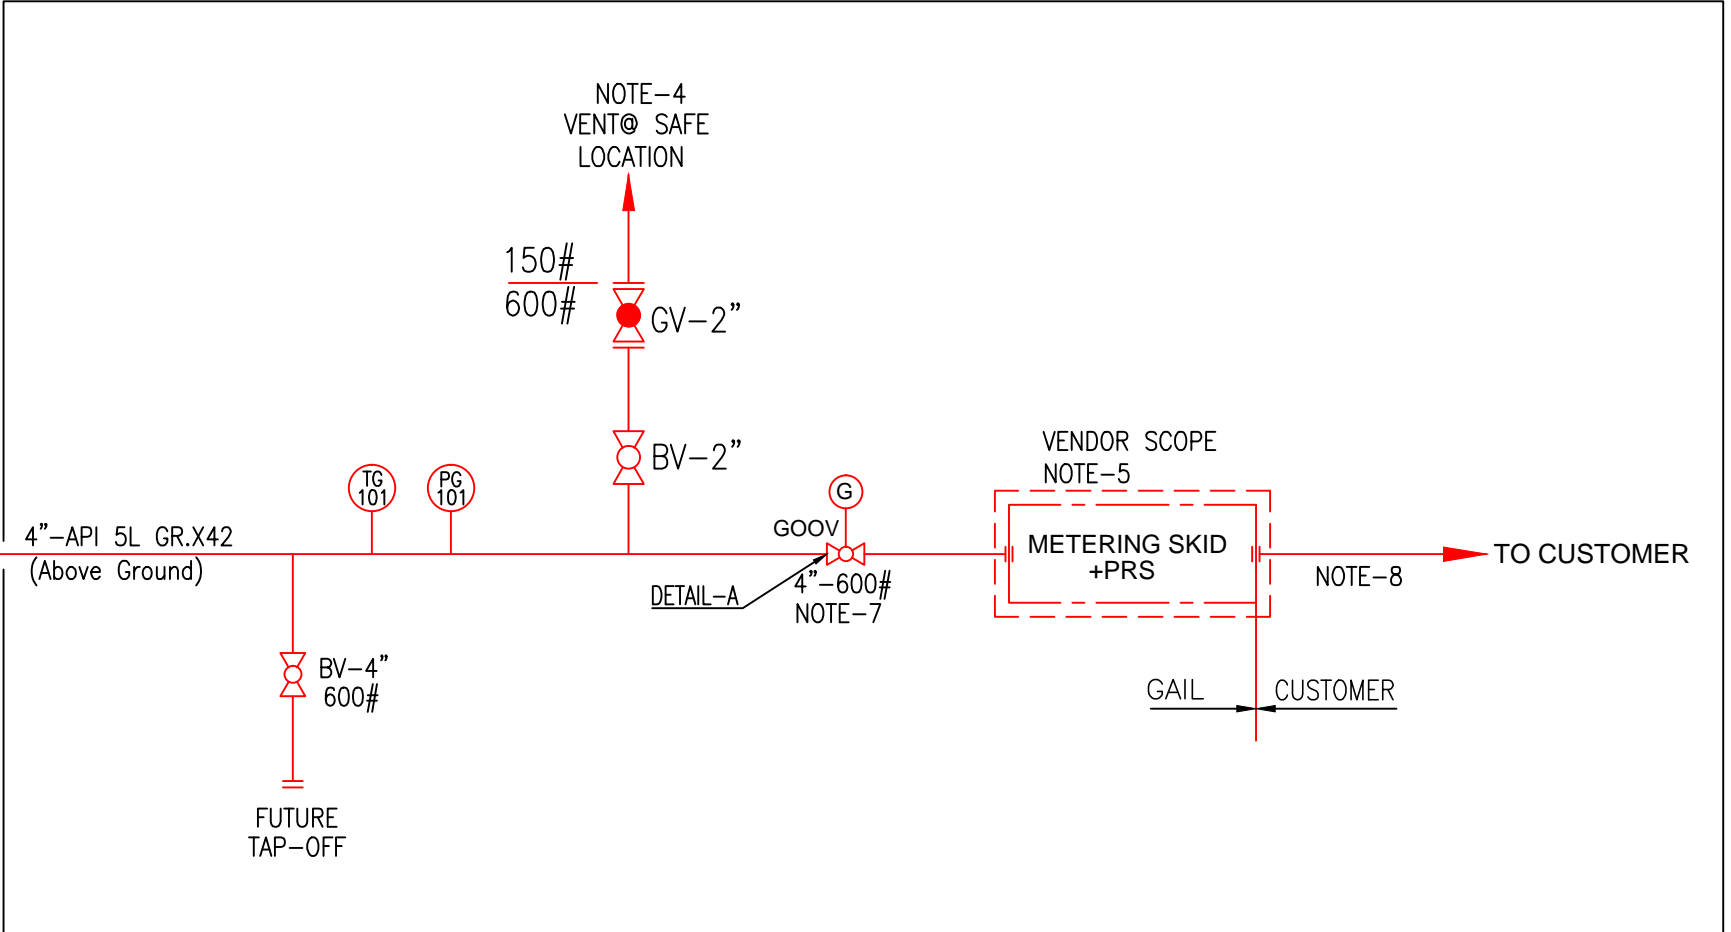 NOTE-4
VENT@ SAFE
LOCATION
150#
600#
GV-2"
BV-2"
TG
101
PG
101
4"-API 5L GR.X42
(Above Ground)
G
GOOV
4"-600#
NOTE-7
DETAIL-A
VENDOR SCOPE
NOTE-5
METERING SKID
+PRS
TO CUSTOMER
NOTE-8
BV-4"
600#
GAIL
CUSTOMER
FUTURE
TAP-OFF